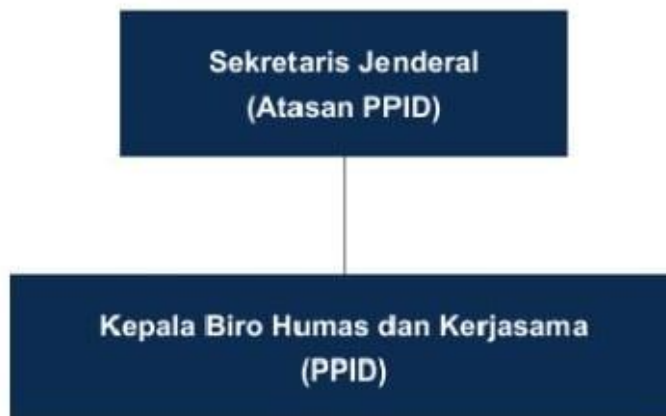 Sekretaris Jenderal
(Atasan PPID)
Kepala Biro Humas dan Kerjasama
(PPID)